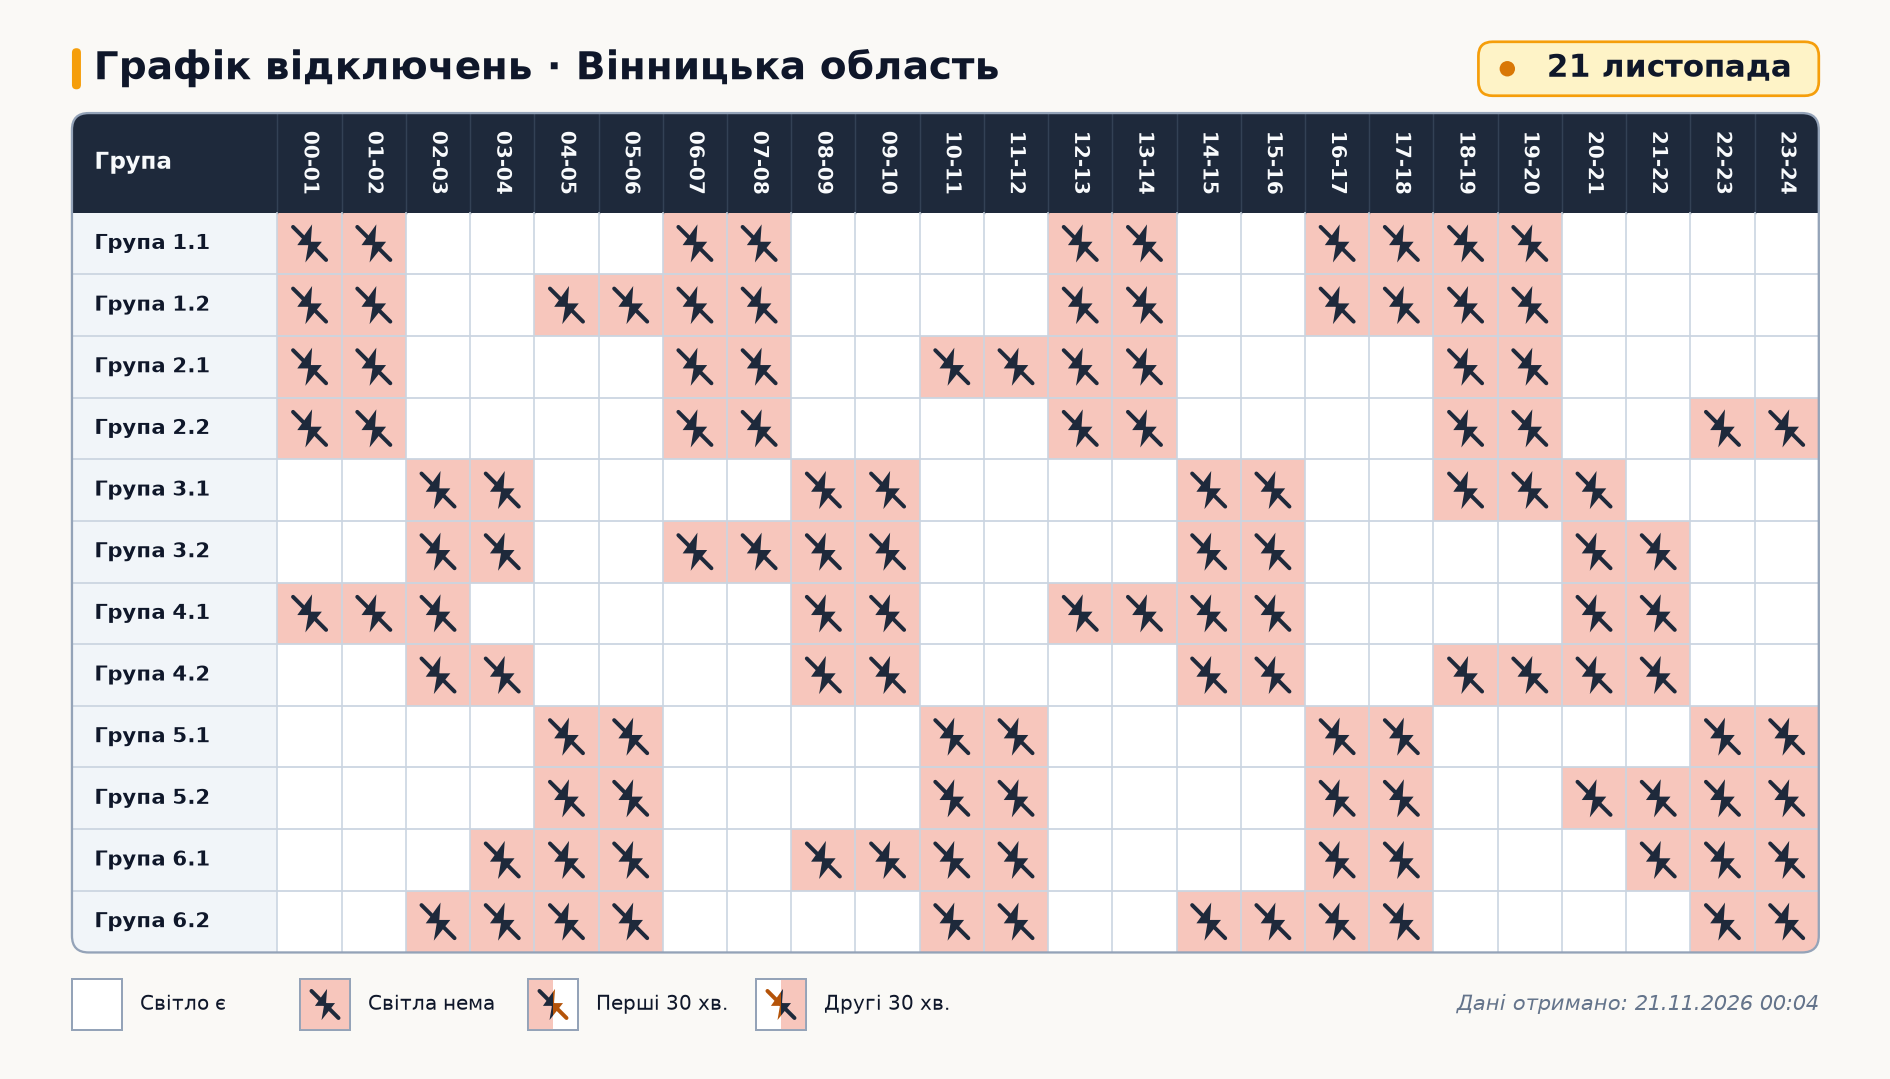 Графік відключень · Вінницька область
21 листопада
Група 00-01 01-02 02-03 03-04 04-05 05-06 06-07 07-08 08-09 09-10 10-11 11-12 12-13 13-14 14-15 15-16 16-17 17-18 18-19 19-20 20-21 21-22 22-23 23-24
Група 1.1
Група 1.2
Група 2.1
Група 2.2
Група 3.1
Група 3.2
Група 4.1
Група 4.2
Група 5.1
Група 5.2
Група 6.1
Група 6.2
Світло є Світла нема Перші 30 хв. Другі 30 хв.
Дані отримано: 21.11.2026 00:04